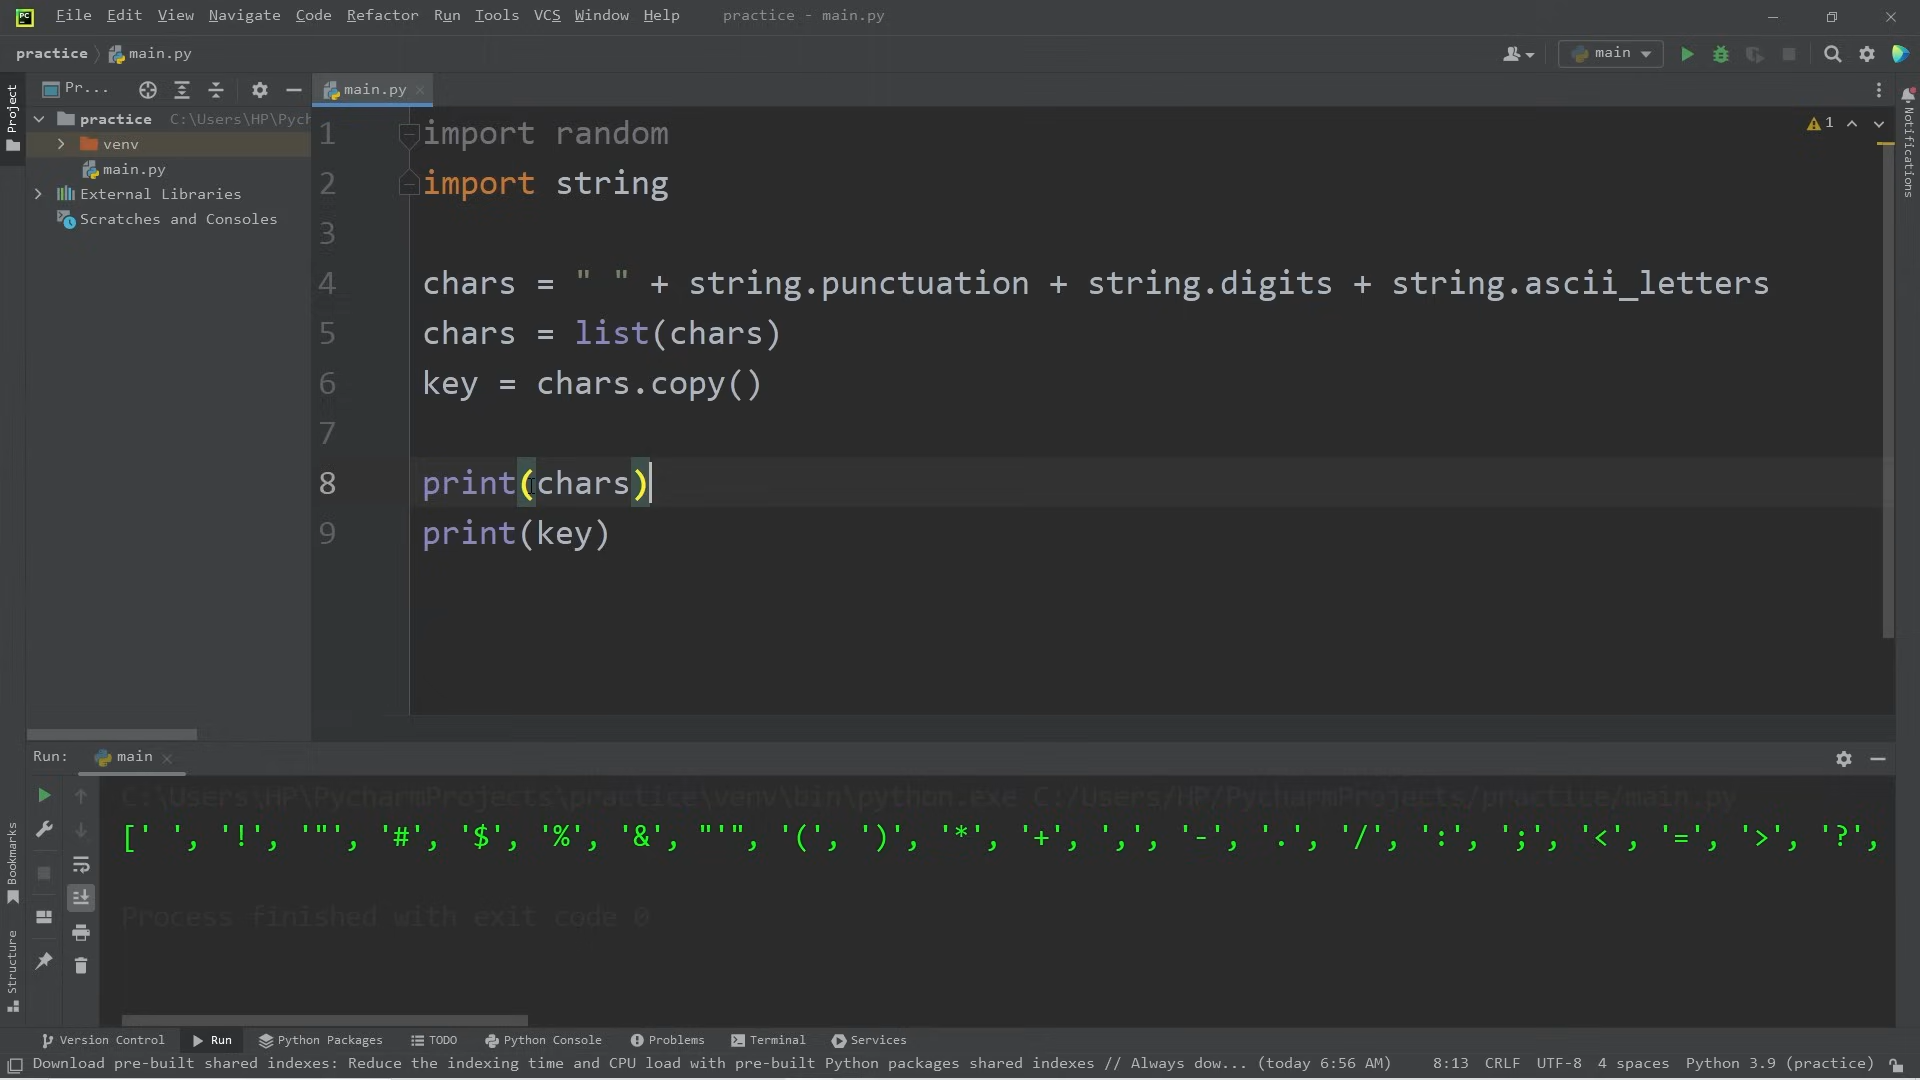 PC File Edit View Navigate Code Refactor Run Tools VCS Window Help practice - main.py
practice main.py main
Project
Pr... main.py
practice C:\Users\HP\Pych
venv
main.py
External Libraries
Scratches and Consoles
1 import random
2 import string
3
4 chars = " " + string.punctuation + string.digits + string.ascii_letters
5 chars = list(chars)
6 key = chars.copy()
7
8 print(chars)
9 print(key)
1
Notifications
Run: main
C:\Users\HP\PycharmProjects\practice\venv\bin\python.exe C:/Users/HP/PycharmProjects/practice/main.py
[' ', '!', '"', '#', '$', '%', '&', "'", '(', ')', '*', '+', ',', '-', '.', '/', ':', ';', '<', '=', '>', '?',
Process finished with exit code 0
Bookmarks
Structure
Version Control Run Python Packages TODO Python Console Problems Terminal Services
Download pre-built shared indexes: Reduce the indexing time and CPU load with pre-built Python packages shared indexes // Always dow... (today 6:56 AM) 8:13 CRLF UTF-8 4 spaces Python 3.9 (practice)